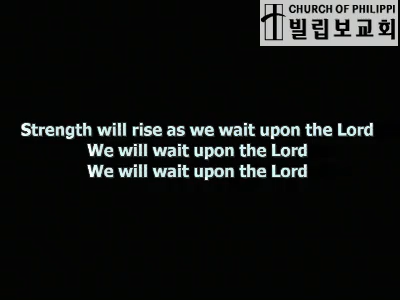 CHURCH OF PHILIPPI
빌립보교회
Strength will rise as we wait upon the Lord
We will wait upon the Lord
We will wait upon the Lord